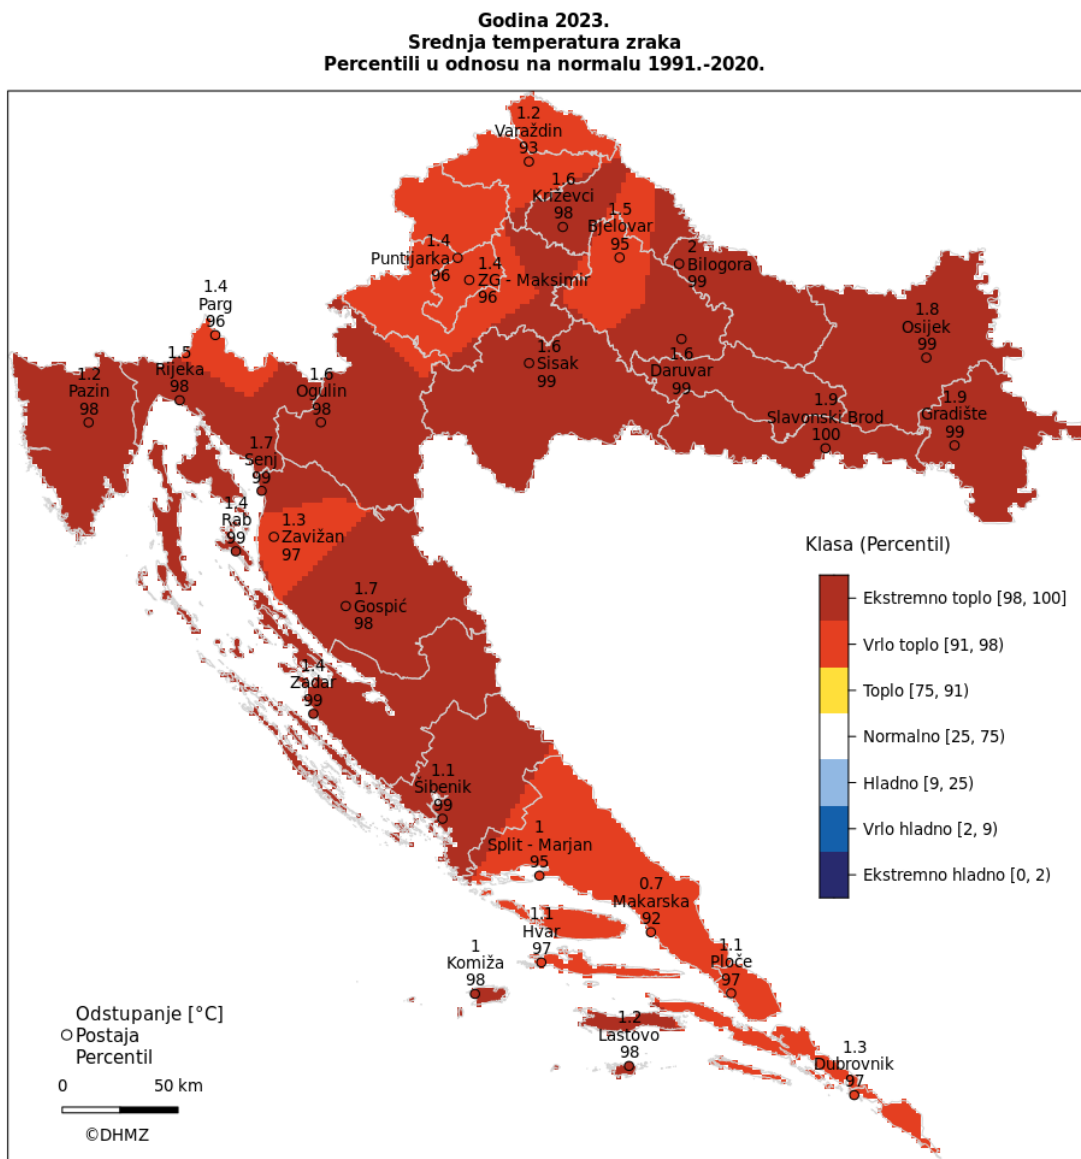 Godina 2023.
Srednja temperatura zraka
Percentili u odnosu na normalu 1991.-2020.
1.2
Varaždin
93
1.6
Križevci
98
1.5
Bjelovar
95
1.4
Puntijarka
96
1.4
ZG - Maksimir
96
2
Bilogora
99
1.4
Parg
96
1.8
Osijek
99
1.5
Rijeka
98
1.2
Pazin
98
1.6
Ogulin
98
1.6
Sisak
99
1.6
Daruvar
99
1.9
Slavonski Brod
100
1.9
Gradište
99
1.7
Senj
99
1.4
Rab
99
1.3
Zavižan
97
1.7
Gospić
98
1.4
Zadar
99
1.1
Šibenik
99
1
Split - Marjan
95
0.7
Makarska
92
1.1
Hvar
97
1
Komiža
98
1.1
Ploče
97
1.2
Lastovo
98
1.3
Dubrovnik
97
Klasa (Percentil)
Ekstremno toplo [98, 100]
Vrlo toplo [91, 98)
Toplo [75, 91)
Normalno [25, 75)
Hladno [9, 25)
Vrlo hladno [2, 9)
Ekstremno hladno [0, 2)
Odstupanje [°C]
Postaja
Percentil
0 50 km
©DHMZ